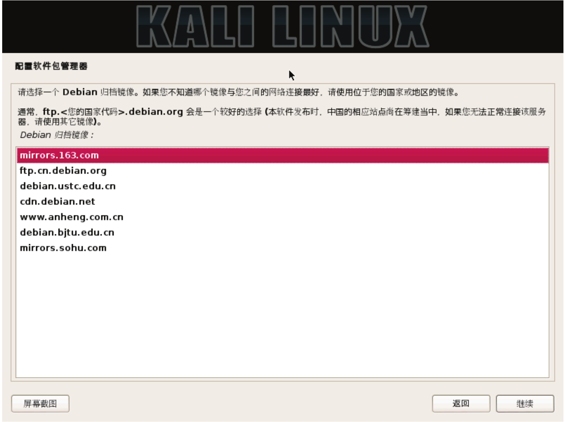 KALI LINUX
配置软件包管理器
请选择一个 Debian 归档镜像。如果您不知道哪个镜像与您之间的网络连接最好，请使用位于您的国家或地区的镜像。
通常，ftp.<您的国家代码>.debian.org 会是一个较好的选择 (本软件发布时，中国的相应站点尚在筹建当中，如果您无法正常连接该服务
器，请使用其它镜像)。
Debian 归档镜像：
mirrors.163.com
ftp.cn.debian.org
debian.ustc.edu.cn
cdn.debian.net
www.anheng.com.cn
debian.bjtu.edu.cn
mirrors.sohu.com
屏幕截图
返回
继续